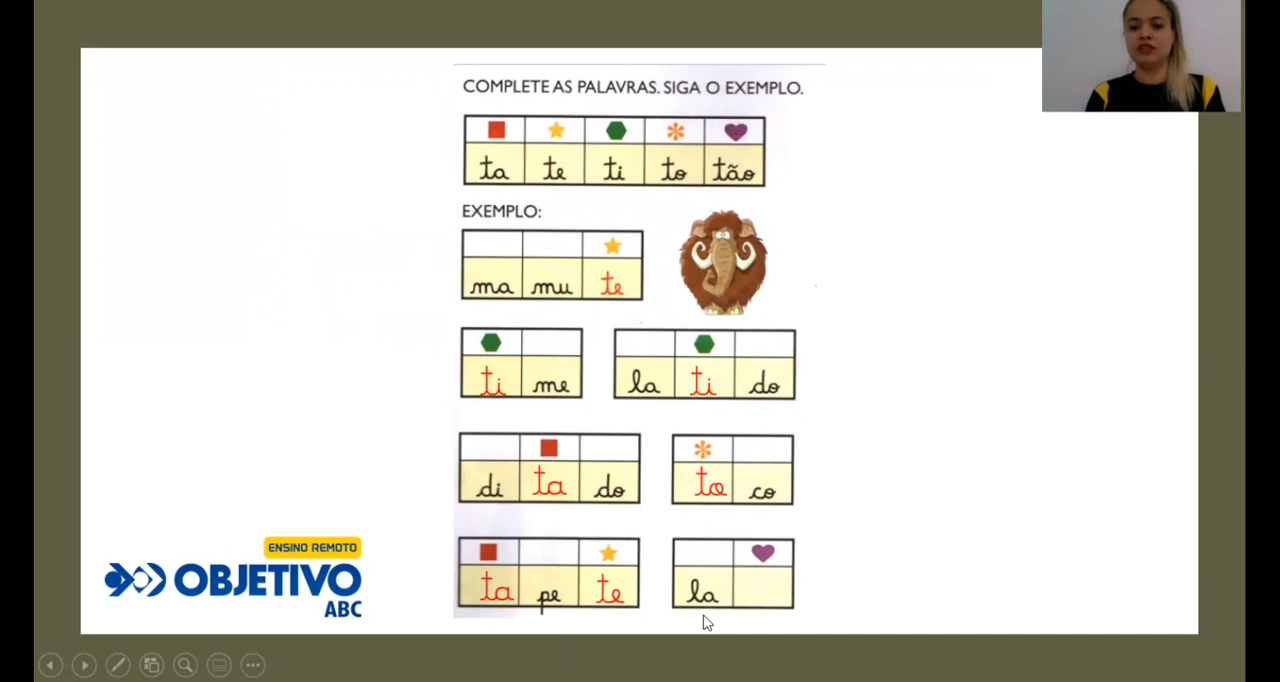 COMPLETE AS PALAVRAS. SIGA O EXEMPLO.
ta te ti to tão
EXEMPLO:
ma mu te
ti me
la ti do
di ta do
to co
ta pe te
la
ENSINO REMOTO
OBJETIVO
ABC